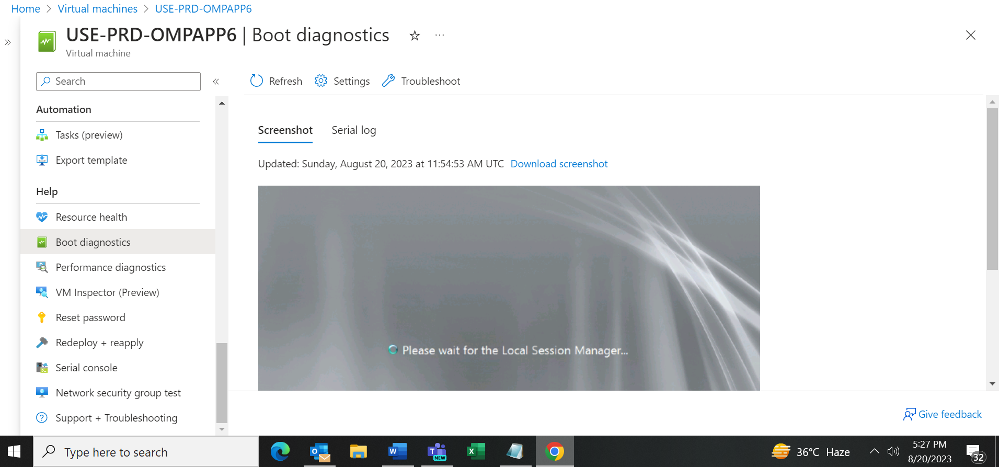 Home > Virtual machines > USE-PRD-OMPAPP6
USE-PRD-OMPAPP6 | Boot diagnostics
Virtual machine
Search
Refresh
Settings
Troubleshoot
Automation
Tasks (preview)
Export template
Help
Resource health
Boot diagnostics
Performance diagnostics
VM Inspector (Preview)
Reset password
Redeploy + reapply
Serial console
Network security group test
Support + Troubleshooting
Screenshot
Serial log
Updated: Sunday, August 20, 2023 at 11:54:53 AM UTC Download screenshot
Please wait for the Local Session Manager...
Give feedback
Type here to search
NEW
36°C Haze
5:27 PM
8/20/2023
32